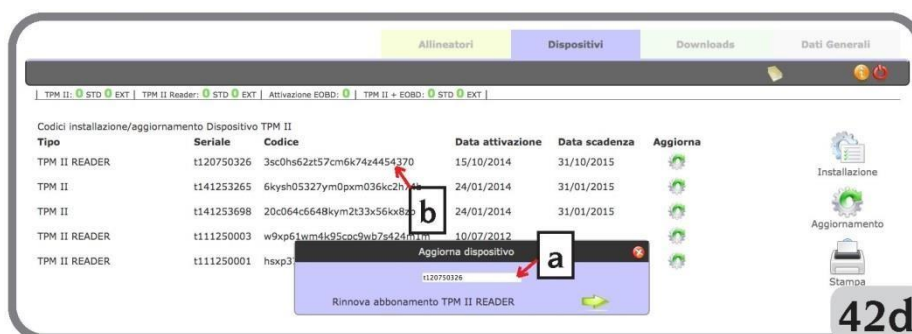 Allineatori Dispositivi Downloads Dati Generali
| TPM II: 0 STD 0 EXT | TPM II Reader: 0 STD 0 EXT | Attivazione EOBD: 0 | TPM II + EOBD: 0 STD 0 EXT |
Codici installazione/aggiornamento Dispositivo TPM II
Tipo Seriale Codice Data attivazione Data scadenza Aggiorna
TPM II READER t120750326 3sc0hs62zt57cm6k74z4454370 15/10/2014 31/10/2015
Installazione
TPM II t141253265 24/01/2014 31/01/2015
b
TPM II t141253698 24/01/2014 31/01/2015
Aggiornamento
TPM II READER t111250003 10/07/2012
Aggiorna dispositivo
a
TPM II READER t111250001
t120750326
Stampa
Rinnova abbonamento TPM II READER
42d